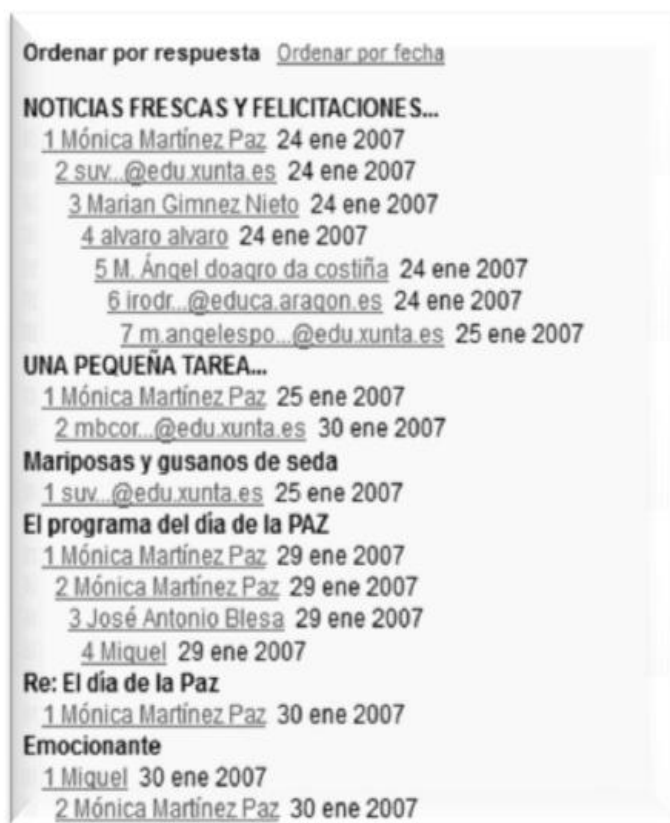 Ordenar por respuesta Ordenar por fecha
NOTICIAS FRESCAS Y FELICITACIONES...
1 Mónica Martínez Paz 24 ene 2007
2 suv...@edu.xunta.es 24 ene 2007
3 Marian Gimnez Nieto 24 ene 2007
4 alvaro alvaro 24 ene 2007
5 M. Ángel doagro da costiña 24 ene 2007
6 irodr...@educa.aragon.es 24 ene 2007
7 m.angelespo...@edu.xunta.es 25 ene 2007
UNA PEQUEÑA TAREA...
1 Mónica Martínez Paz 25 ene 2007
2 mbcor...@edu.xunta.es 30 ene 2007
Mariposas y gusanos de seda
1 suv...@edu.xunta.es 25 ene 2007
El programa del día de la PAZ
1 Mónica Martínez Paz 29 ene 2007
2 Mónica Martínez Paz 29 ene 2007
3 José Antonio Blesa 29 ene 2007
4 Miguel 29 ene 2007
Re: El día de la Paz
1 Mónica Martínez Paz 30 ene 2007
Emocionante
1 Miguel 30 ene 2007
2 Mónica Martínez Paz 30 ene 2007